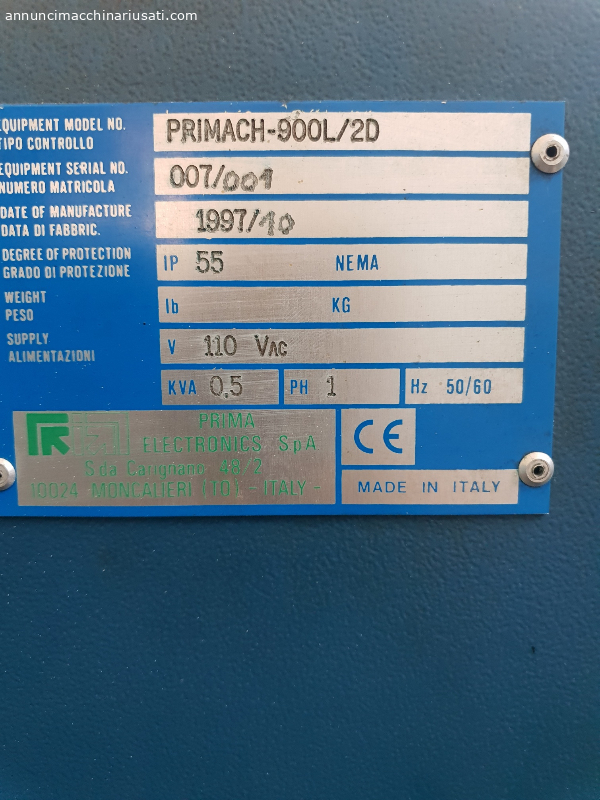 annuncimacchinariusati.com
EQUIPMENT MODEL NO.
TIPO CONTROLLO
PRIMACH-900L/2D
EQUIPMENT SERIAL NO.
NUMERO MATRICOLA
007/001
DATE OF MANUFACTURE
DATA DI FABBRIC.
1997/10
DEGREE OF PROTECTION
GRADO DI PROTEZIONE
IP 55 NEMA
WEIGHT
PESO
lb KG
SUPPLY
ALIMENTAZIONI
V 110 VAC
KVA 0,5 PH 1 Hz 50/60
PRIMA
ELECTRONICS SpA
S.da Carignano 48/2
10024 - MONCALIERI (TO) - ITALY -
CE
MADE IN ITALY